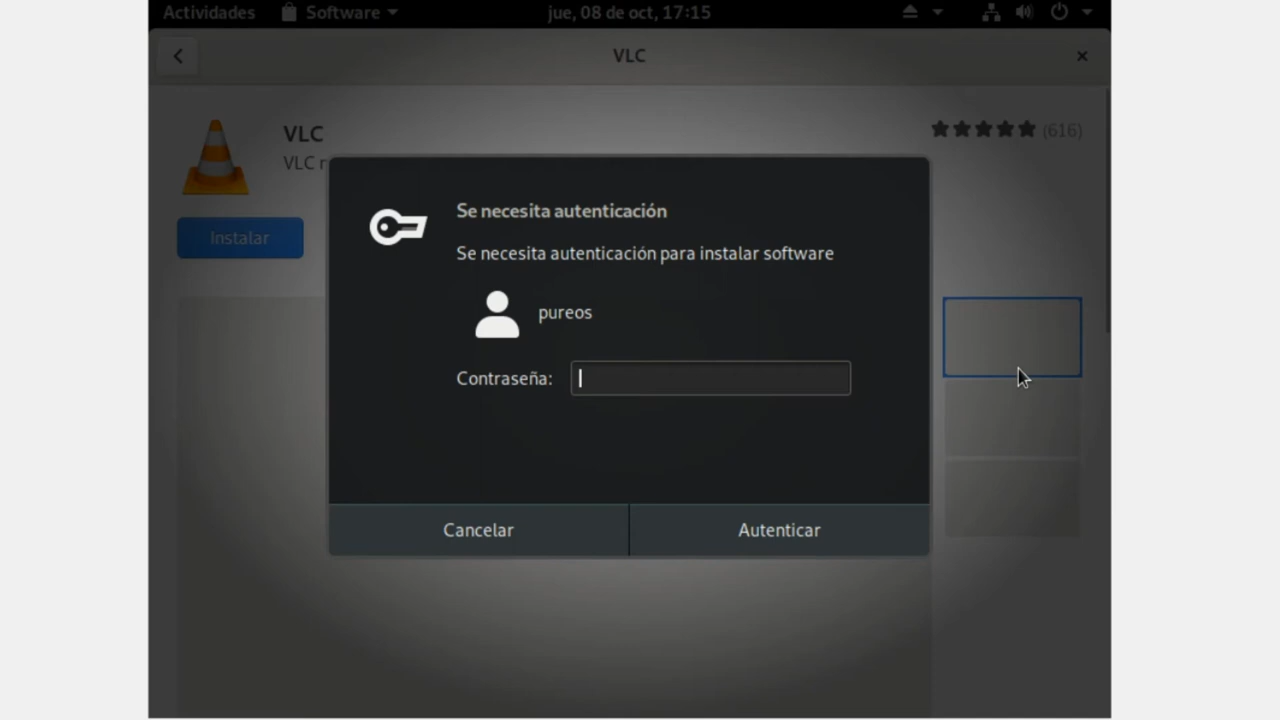 Actividades Software jue, 08 de oct, 17:15
VLC
VLC (616)
VLC
Instalar
Se necesita autenticación
Se necesita autenticación para instalar software
pureos
Contraseña:
Cancelar Autenticar